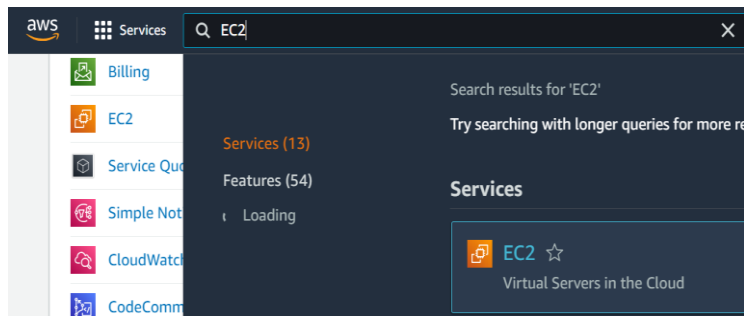 aws
Services
EC2
Billing
EC2
Service Quo
Simple Not
CloudWatch
CodeComm
Services (13)
Features (54)
Loading
Search results for 'EC2'
Try searching with longer queries for more re
Services
EC2
Virtual Servers in the Cloud